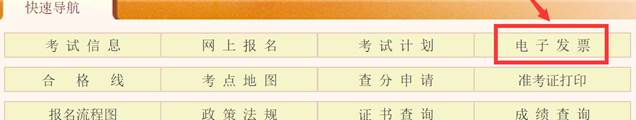 快速导航
考试信息 网上报名 考试计划 电子发票
合格线 考点地图 查分申请 准考证打印
报名流程图 政策法规 证书查询 成绩查询